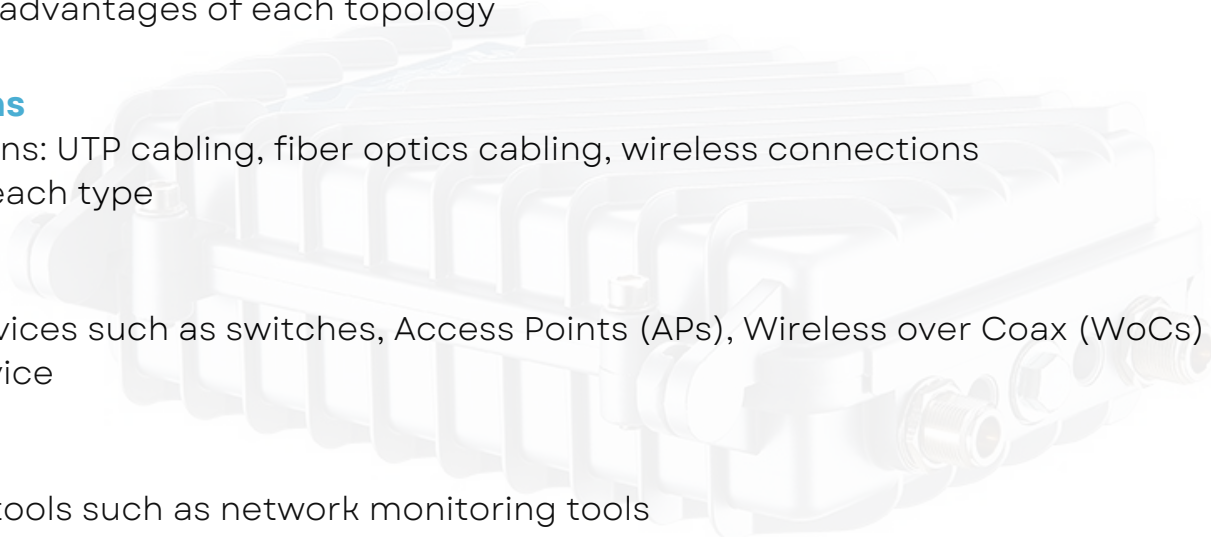 advantages of each topology
ns
ns: UTP cabling, fiber optics cabling, wireless connections
each type
vices such as switches, Access Points (APs), Wireless over Coax (WoCs)
vice
tools such as network monitoring tools